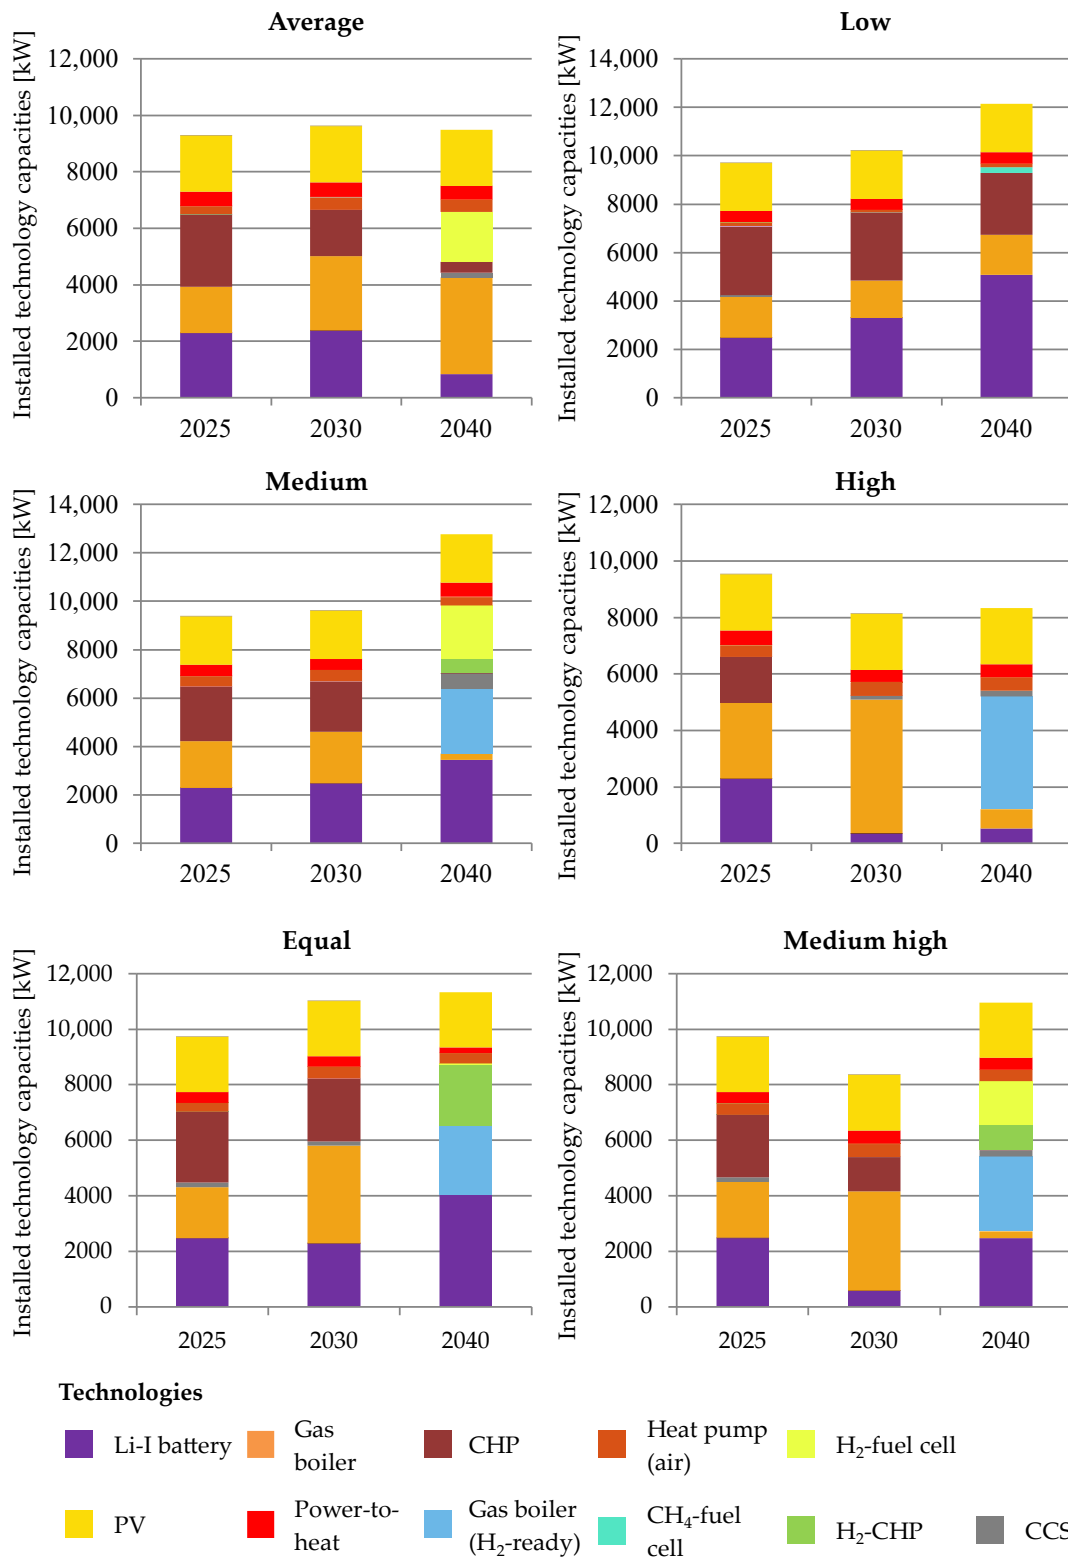 Average
Installed technology capacities [kW]
12,000
10,000
8000
6000
4000
2000
0
2025 2030 2040
Low
Installed technology capacities [kW]
14,000
12,000
10,000
8000
6000
4000
2000
0
2025 2030 2040
Medium
Installed technology capacities [kW]
14,000
12,000
10,000
8000
6000
4000
2000
0
2025 2030 2040
High
Installed technology capacities [kW]
12,000
10,000
8000
6000
4000
2000
0
2025 2030 2040
Equal
Installed technology capacities [kW]
12,000
10,000
8000
6000
4000
2000
0
2025 2030 2040
Medium high
Installed technology capacities [kW]
12,000
10,000
8000
6000
4000
2000
0
2025 2030 2040
Technologies
Li-I battery
Gas
boiler
CHP
Heat pump
(air)
H₂-fuel cell
PV
Power-to-
heat
Gas boiler
(H₂-ready)
CH₄-fuel
cell
H₂-CHP
CCS